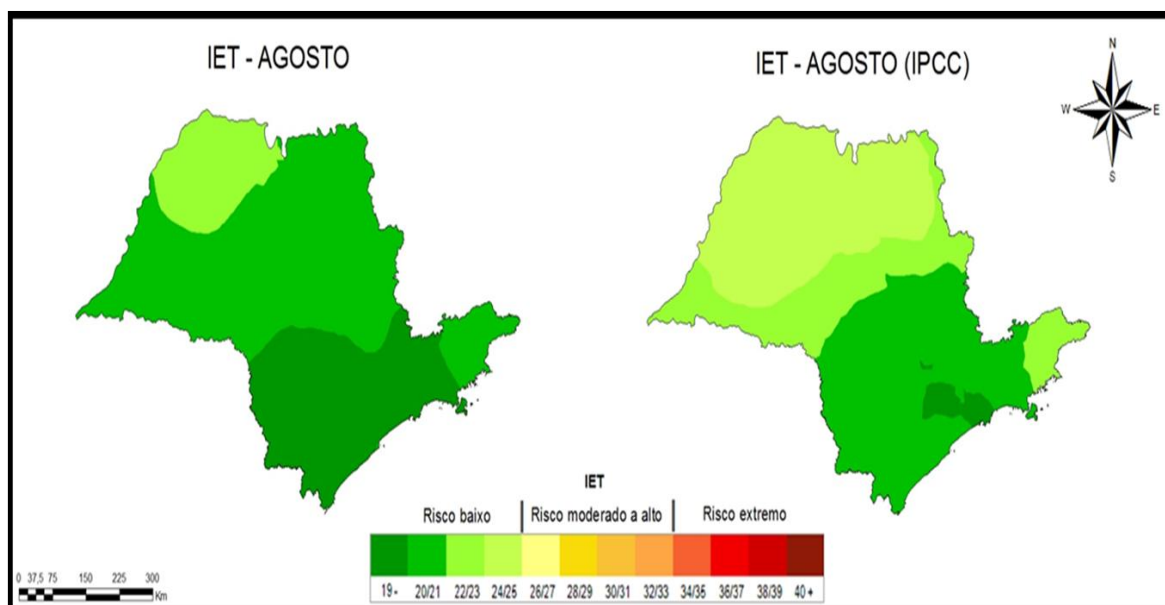 IET - AGOSTO
IET - AGOSTO (IPCC)
N
W
E
S
IET
Risco baixo
Risco moderado a alto
Risco extremo
19 - 20/21 22/23 24/25 26/27 28/29 30/31 32/33 34/35 36/37 38/39 40 +
0 37,5 75 150 225 300
Km